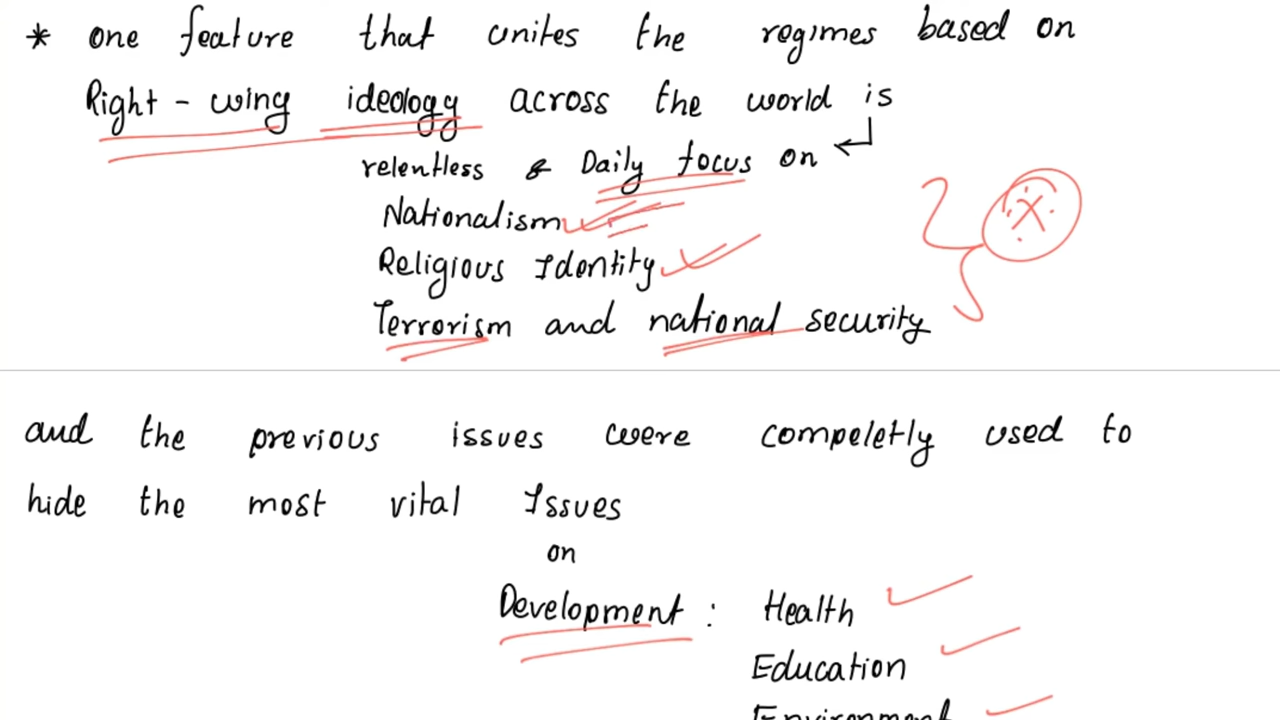 * one feature that unites the regimes based on
Right - wing ideology across the world is
relentless & Daily focus on
Nationalism
Religious Identity
Terrorism and national security
X
and the previous issues were compeletly used to
hide the most vital Issues
on
Development : Health
Education
Environment